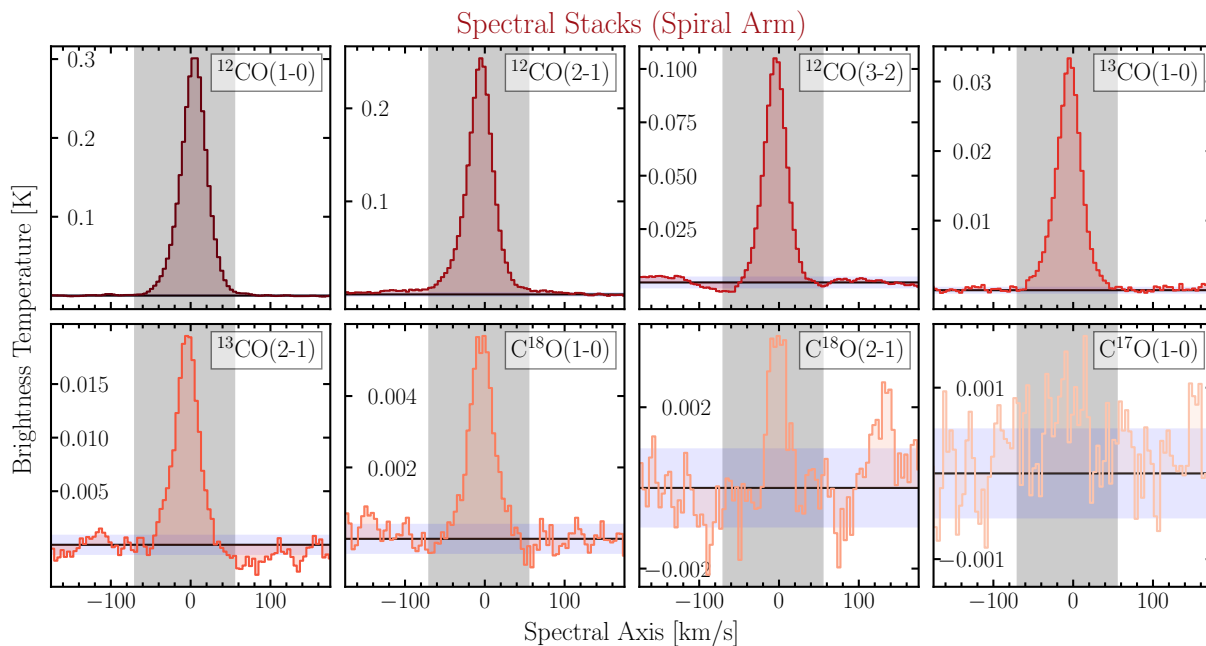 Spectral Stacks (Spiral Arm)
Brightness Temperature [K]
¹²CO(1-0)
0.3
0.2
0.1
¹²CO(2-1)
0.2
0.1
¹²CO(3-2)
0.100
0.075
0.050
0.025
¹³CO(1-0)
0.03
0.02
0.01
¹³CO(2-1)
0.015
0.010
0.005
C¹⁸O(1-0)
0.004
0.002
C¹⁸O(2-1)
0.002
-0.002
C¹⁷O(1-0)
0.001
-0.001
−100 0 100
−100 0 100
−100 0 100
−100 0 100
Spectral Axis [km/s]